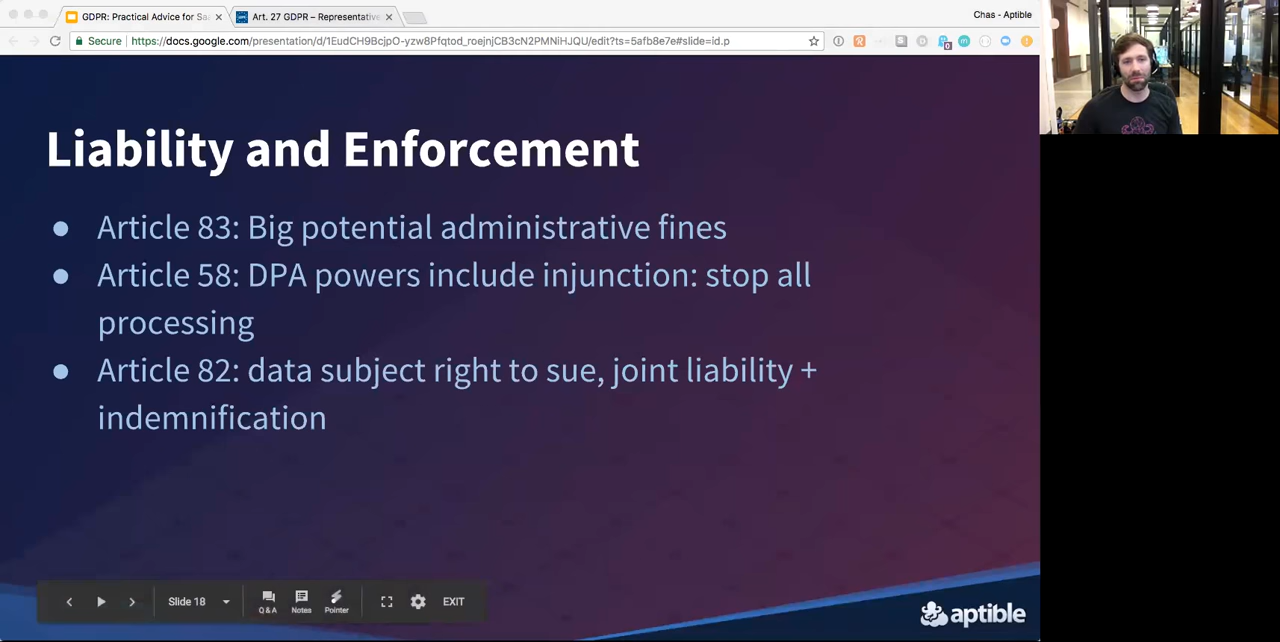 GDPR: Practical Advice for Sa
Art. 27 GDPR – Representative
Chas - Aptible
Secure
https://docs.google.com/presentation/d/1EudCH9BcjpO-yzw8Pfqtod_roejnjCB3cN2PMNiHJQU/edit?ts=5afb8e7e#slide=id.p
Liability and Enforcement
● Article 83: Big potential administrative fines
● Article 58: DPA powers include injunction: stop all
processing
● Article 82: data subject right to sue, joint liability +
indemnification
Slide 18
Q & A
Notes
Pointer
EXIT
aptible